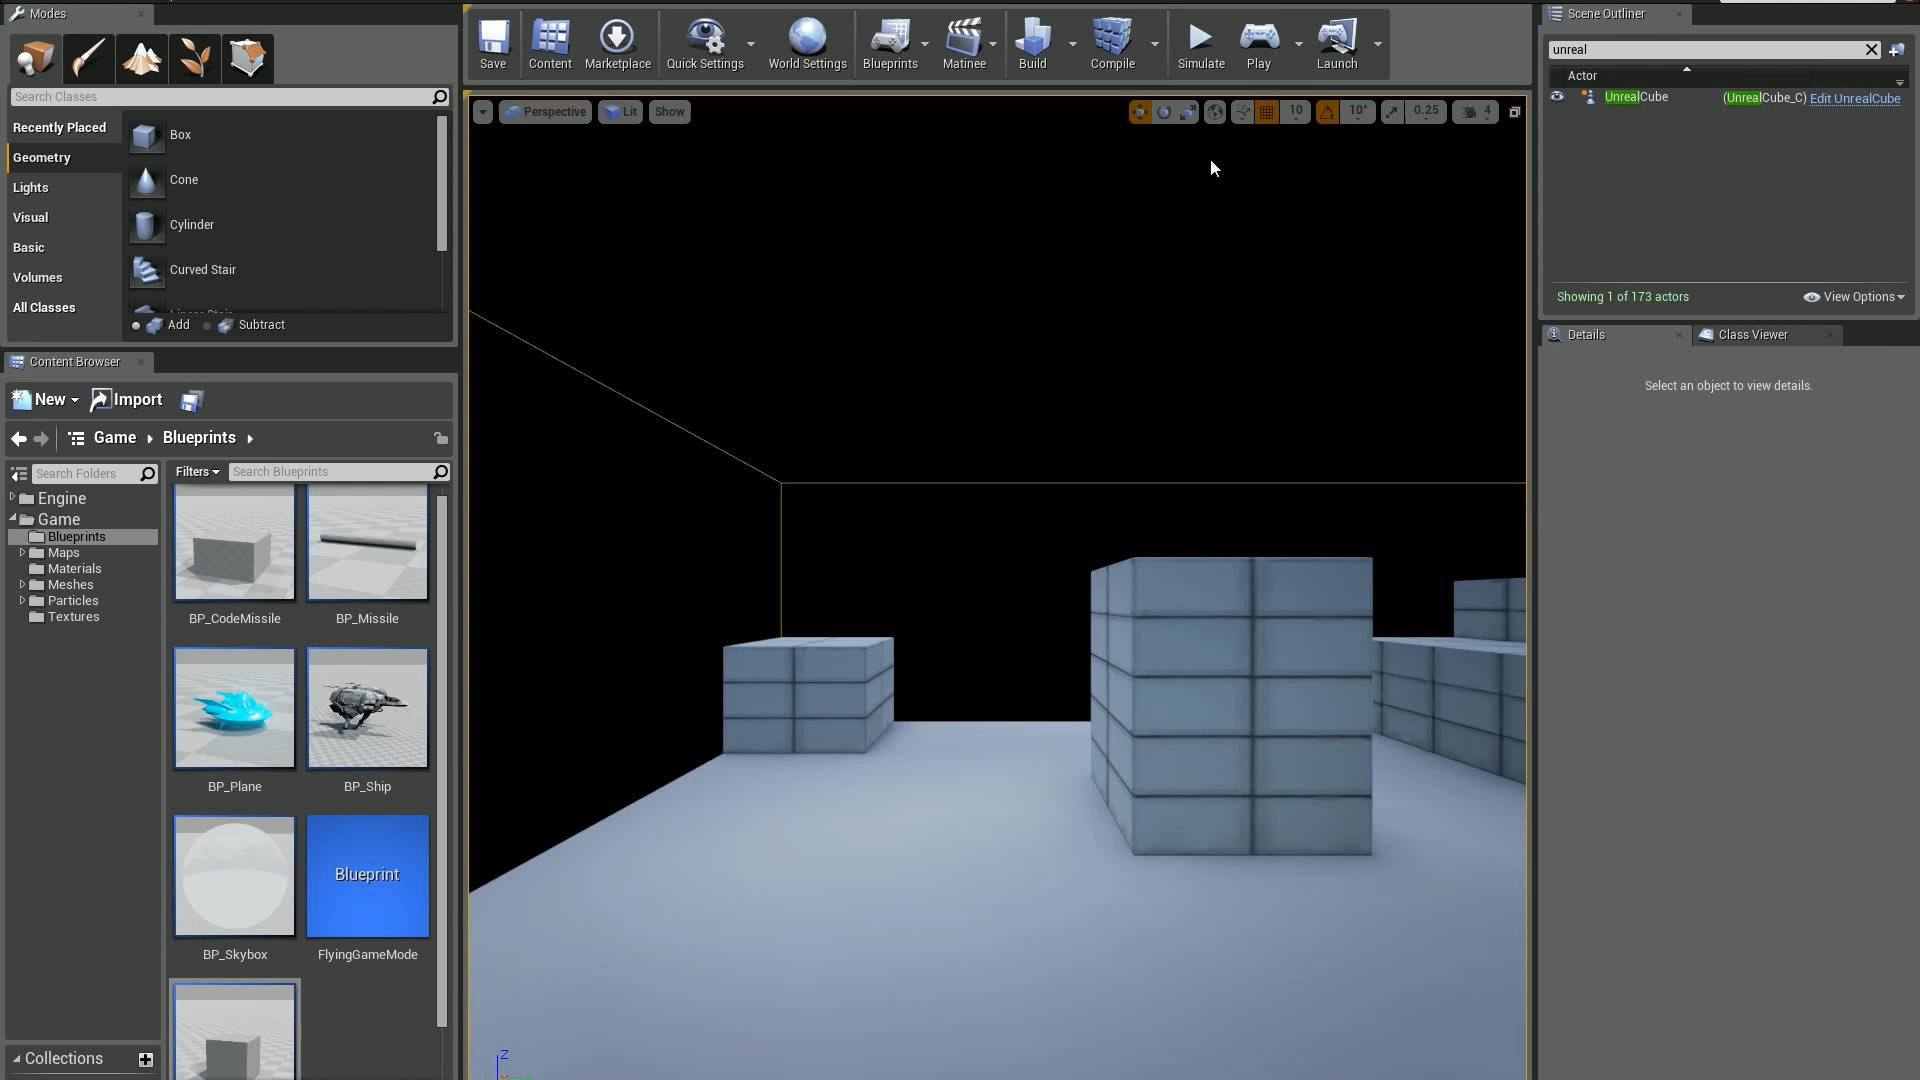 Modes
Save
Content
Marketplace
Quick Settings
World Settings
Blueprints
Matinee
Build
Compile
Simulate
Play
Launch
Scene Outliner
unreal
Actor
UnrealCube
(UnrealCube_C) Edit UnrealCube
Showing 1 of 173 actors
View Options
Details
Class Viewer
Select an object to view details.
Search Classes
Recently Placed
Geometry
Lights
Visual
Basic
Volumes
All Classes
Box
Cone
Cylinder
Curved Stair
Add
Subtract
Perspective
Lit
Show
10
10°
0.25
4
Content Browser
New
Import
Game
Blueprints
Search Folders
Filters
Search Blueprints
Engine
Game
Blueprints
Maps
Materials
Meshes
Particles
Textures
BP_CodeMissile
BP_Missile
BP_Plane
BP_Ship
Blueprint
BP_Skybox
FlyingGameMode
Collections
Z